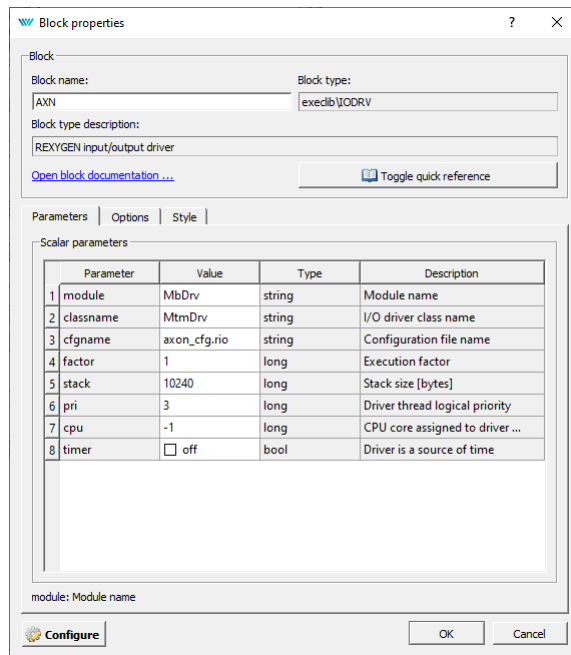 Block properties
Block
Block name:
Block type:
AXN
execlib\IODRV
Block type description:
REXYGEN input/output driver
Open block documentation ...
Toggle quick reference
Parameters Options Style
Scalar parameters
Parameter Value Type Description
1 module MbDrv string Module name
2 classname MtmDrv string I/O driver class name
3 cfgname axon_cfg.rio string Configuration file name
4 factor 1 long Execution factor
5 stack 10240 long Stack size [bytes]
6 pri 3 long Driver thread logical priority
7 cpu -1 long CPU core assigned to driver ...
8 timer off bool Driver is a source of time
module: Module name
Configure
OK
Cancel